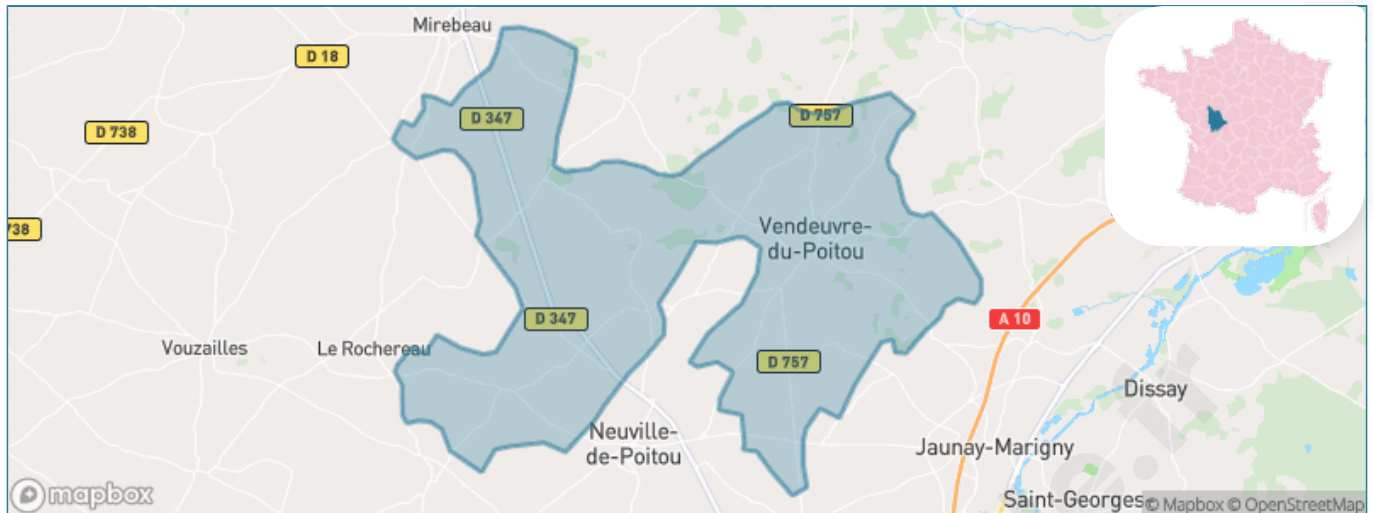 Mirebeau
D 18
D 347
D 757
D 738
738
Vendeuvre-
du-Poitou
D 347
A 10
Vouzailles
Le Rochereau
D 757
Dissay
Neuville-
de-Poitou
Jaunay-Marigny
Saint-Georges
mapbox
© Mapbox © OpenStreetMap